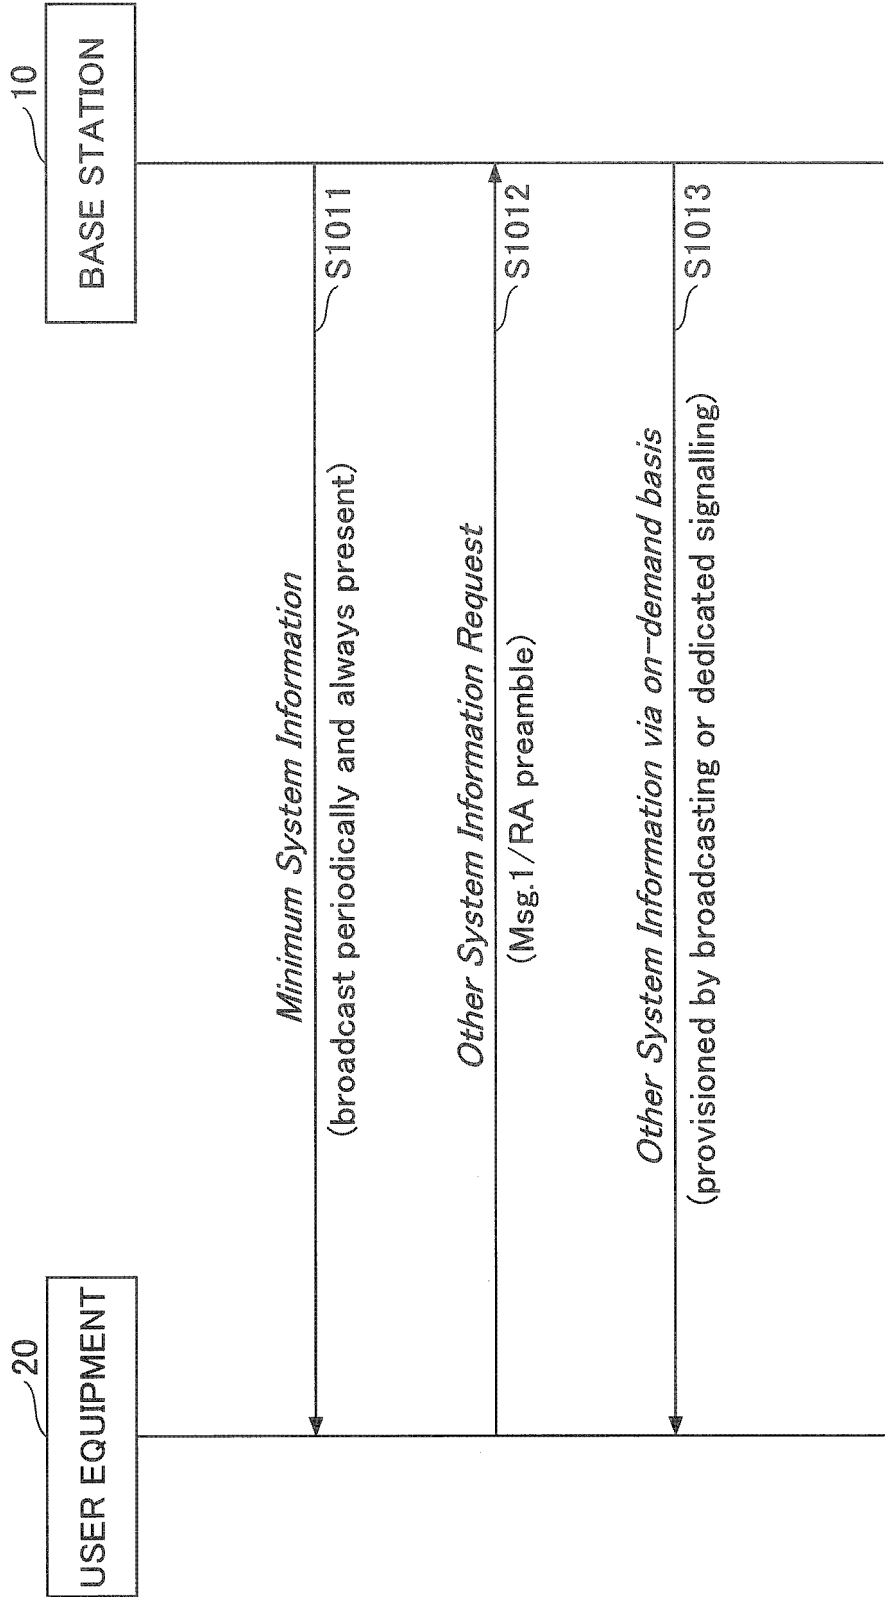 20
USER EQUIPMENT
10
BASE STATION
Minimum System Information
S1011
(broadcast periodically and always present)
Other System Information Request
S1012
(Msg.1/RA preamble)
Other System Information via on-demand basis
S1013
(provisioned by broadcasting or dedicated signalling)